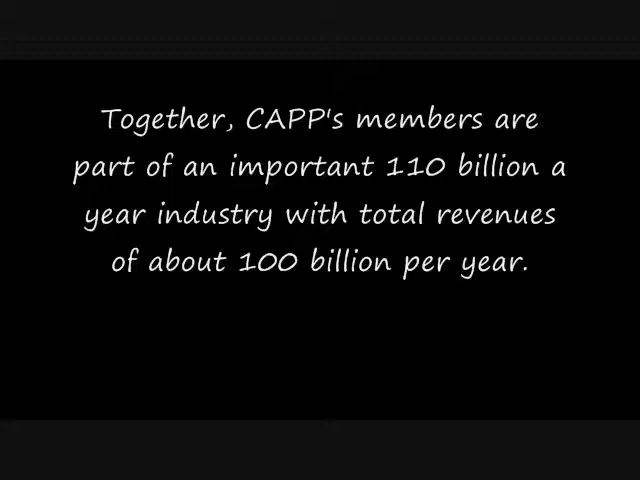 Together, CAPP's members are
part of an important 110 billion a
year industry with total revenues
of about 100 billion per year.